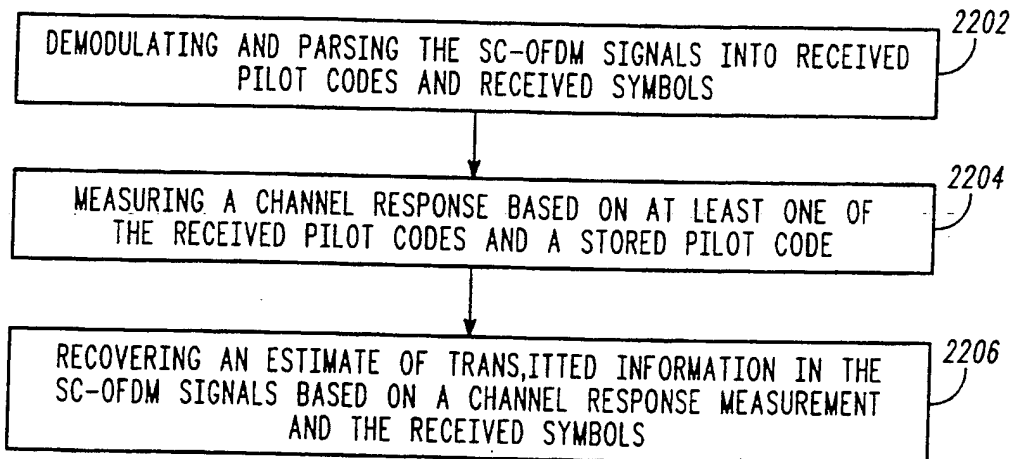 2202
DEMODULATING AND PARSING THE SC-OFDM SIGNALS INTO RECEIVED
PILOT CODES AND RECEIVED SYMBOLS
2204
MEASURING A CHANNEL RESPONSE BASED ON AT LEAST ONE OF
THE RECEIVED PILOT CODES AND A STORED PILOT CODE
2206
RECOVERING AN ESTIMATE OF TRANS,ITTED INFORMATION IN THE
SC-OFDM SIGNALS BASED ON A CHANNEL RESPONSE MEASUREMENT
AND THE RECEIVED SYMBOLS